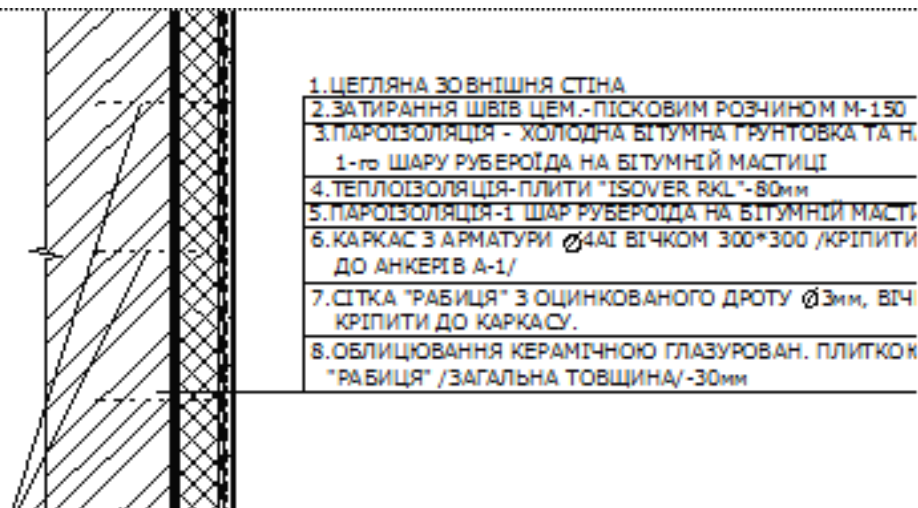 1.ЦЕГЛЯНА ЗОВНІШНЯ СТІНА
2.ЗАТИРАННЯ ШВІВ ЦЕМ.-ПІСКОВИМ РОЗЧИНОМ М-150
3.ПАРОІЗОЛЯЦІЯ - ХОЛОДНА БІТУМНА ГРУНТОВКА ТА
1-го ШАРУ РУБЕРОЇДА НА БІТУМНІЙ МАСТИЦІ
4.ТЕПЛОІЗОЛЯЦІЯ-ПЛИТИ "ISOVER RKL"-80мм
5.ПАРОІЗОЛЯЦІЯ-1 ШАР РУБЕРОЇДА НА БІТУМНІЙ
6.КАРКАС З АРМАТУРИ Ø4АІ ВІЧКОМ 300*300 /КРІПИТИ
ДО АНКЕРІВ А-1/
7.СІТКА "РАБИЦЯ" З ОЦИНКОВАНОГО ДРОТУ Ø3мм,
КРІПИТИ ДО КАРКАСУ.
8.ОБЛИЦЮВАННЯ КЕРАМІЧНОЮ ГЛАЗУРОВАН.
"РАБИЦЯ" /ЗАГАЛЬНА ТОВЩИНА/-30мм